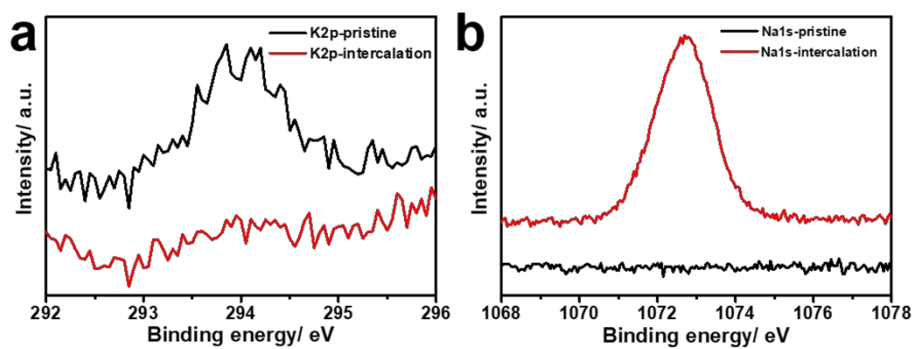 a
K2p-pristine
K2p-intercalation
Intensity/ a.u.
292 293 294 295 296
Binding energy/ eV
b
Na1s-pristine
Na1s-intercalation
Intensity/ a.u.
1068 1070 1072 1074 1076 1078
Binding energy/ eV